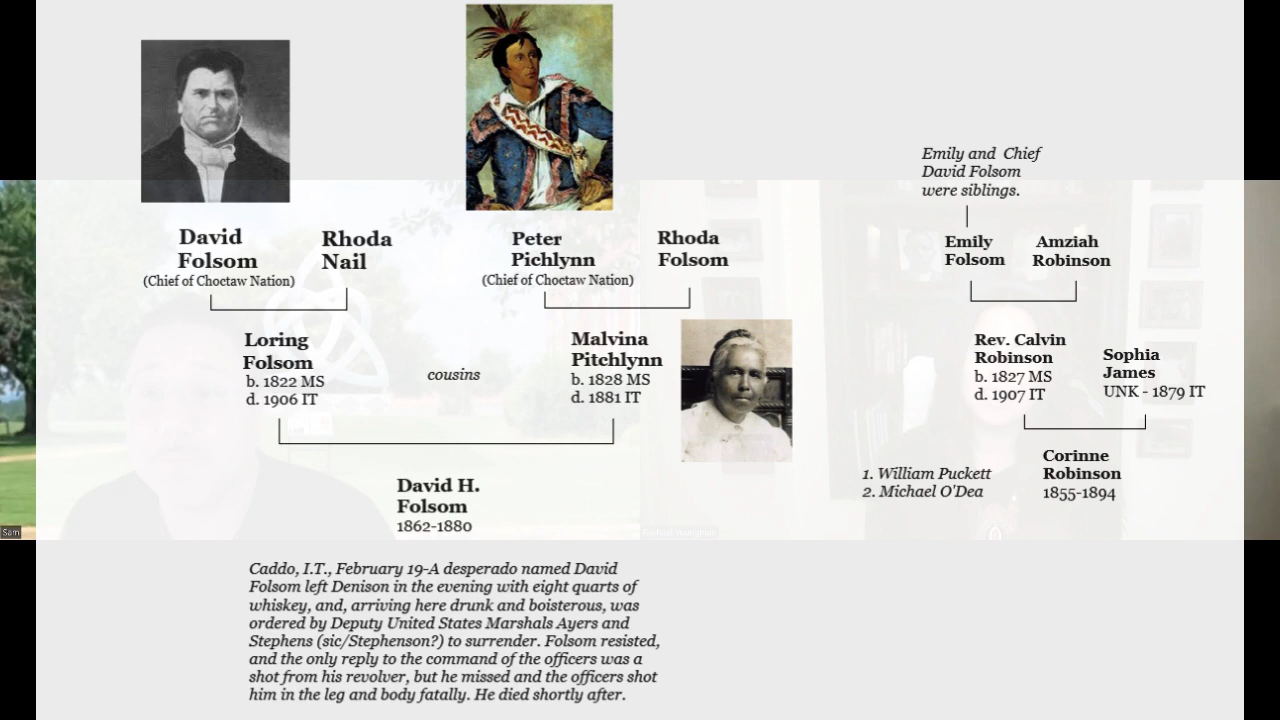 Emily and Chief
David Folsom
were siblings.
David
Folsom
(Chief of Choctaw Nation)
Rhoda
Nail
Peter
Pichlynn
(Chief of Choctaw Nation)
Rhoda
Folsom
Emily
Folsom
Amziah
Robinson
Loring
Folsom
b. 1822 MS
d. 1906 IT
cousins
Malvina
Pitchlynn
b. 1828 MS
d. 1881 IT
Rev. Calvin
Robinson
b. 1827 MS
d. 1907 IT
Sophia
James
UNK - 1879 IT
David H.
Folsom
1862-1880
1. William Puckett
2. Michael O'Dea
Corinne
Robinson
1855-1894
Sam
Caddo, I.T., February 19-A desperado named David
Folsom left Denison in the evening with eight quarts of
whiskey, and, arriving here drunk and boisterous, was
ordered by Deputy United States Marshals Ayers and
Stephens (sic/Stephenson?) to surrender. Folsom resisted,
and the only reply to the command of the officers was a
shot from his revolver, but he missed and the officers shot
him in the leg and body fatally. He died shortly after.